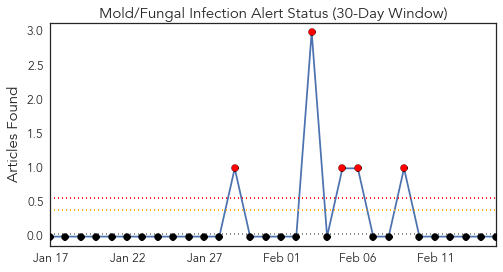 Mold/Fungal Infection Alert Status (30-Day Window)
Articles Found
3.0
2.5
2.0
1.5
1.0
0.5
0.0
Jan 17 Jan 22 Jan 27 Feb 01 Feb 06 Feb 11